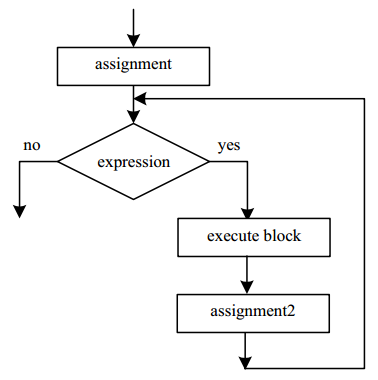 assignment
no
yes
expression
execute block
assignment2